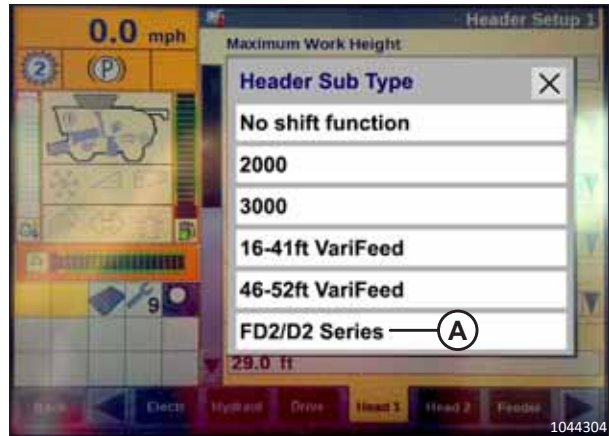 0.0 mph
Header Setup 1
Maximum Work Height
2
P
Header Sub Type
No shift function
2000
3000
16-41ft VariFeed
46-52ft VariFeed
FD2/D2 Series
A
9
29.0 ft
Back
Electr
Hydraul
Drive
Head 1
Head 2
Feeder
1044304